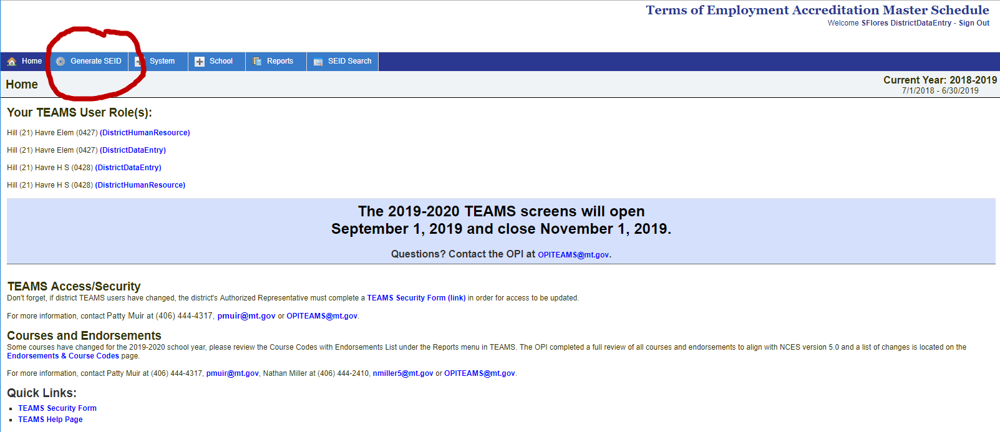 Terms of Employment Accreditation Master Schedule
Welcome SFlores DistrictDataEntry - Sign Out
Home Generate SEID System School Reports SEID Search
Home
Current Year: 2018-2019
7/1/2018 - 6/30/2019
Your TEAMS User Role(s):
Hill (21) Havre Elem (0427) (DistrictHumanResource)
Hill (21) Havre Elem (0427) (DistrictDataEntry)
Hill (21) Havre H S (0428) (DistrictDataEntry)
Hill (21) Havre H S (0428) (DistrictHumanResource)
The 2019-2020 TEAMS screens will open
September 1, 2019 and close November 1, 2019.
Questions? Contact the OPI at OPITEAMS@mt.gov.
TEAMS Access/Security
Don't forget, if district TEAMS users have changed, the district's Authorized Representative must complete a TEAMS Security Form (link) in order for access to be updated.
For more information, contact Patty Muir at (406) 444-4317, pmuir@mt.gov or OPITEAMS@mt.gov.
Courses and Endorsements
Some courses have changed for the 2019-2020 school year, please review the Course Codes with Endorsements List under the Reports menu in TEAMS. The OPI completed a full review of all courses and endorsements to align with NCES version 5.0 and a list of changes is located on the
Endorsements & Course Codes page.
For more information, contact Patty Muir at (406) 444-4317, pmuir@mt.gov, Nathan Miller at (406) 444-2410, nmiller5@mt.gov or OPITEAMS@mt.gov.
Quick Links:
TEAMS Security Form
TEAMS Help Page